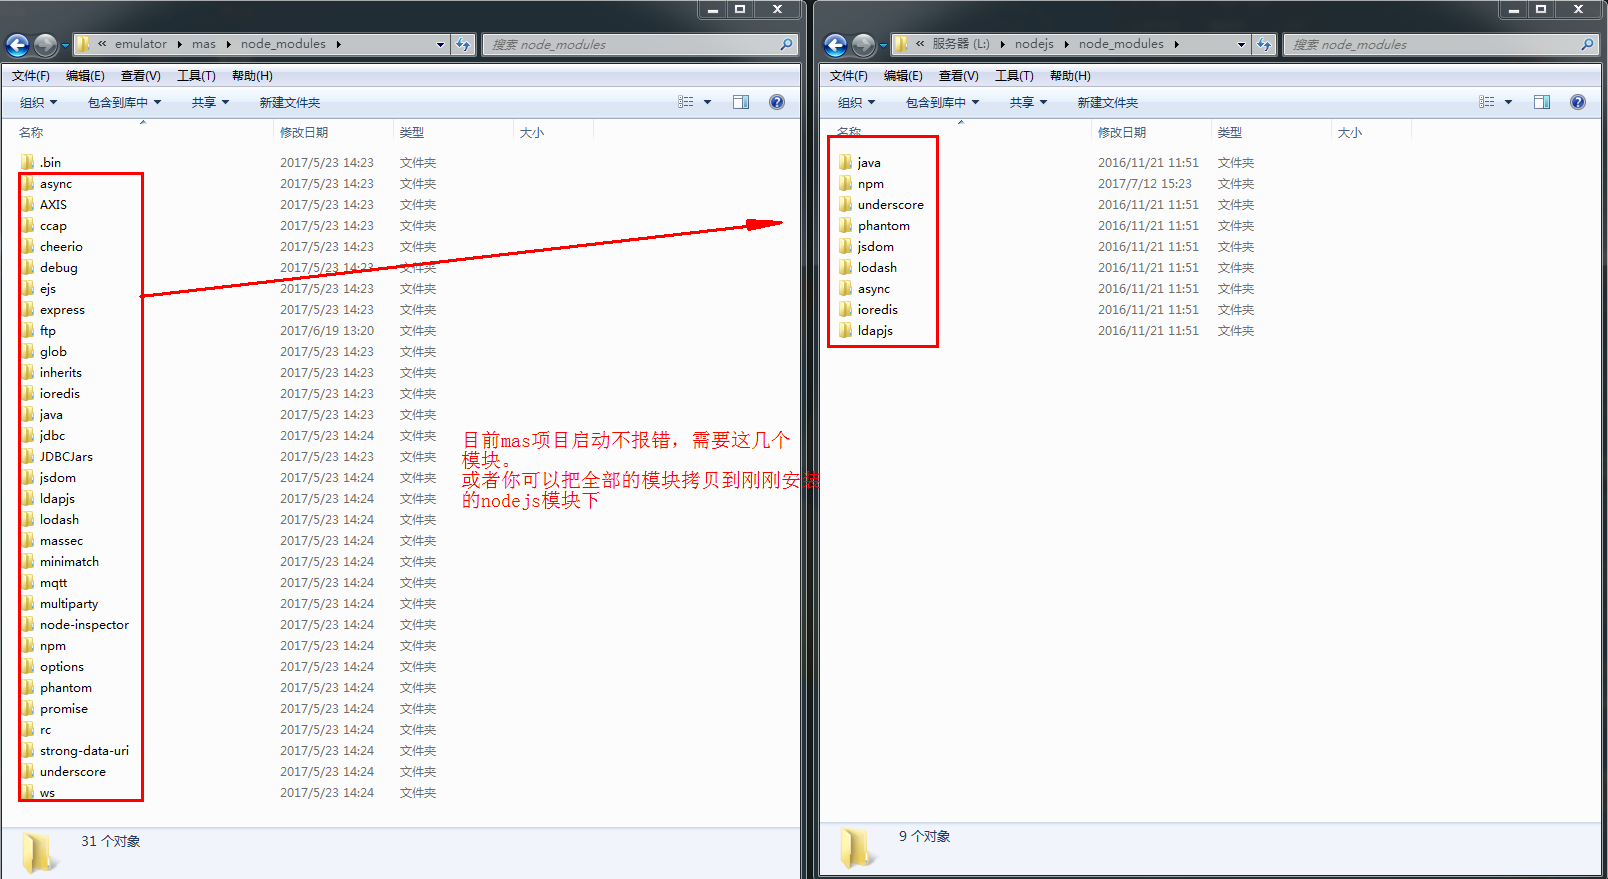 « emulator ▸ mas ▸ node_modules ▸
搜索 node_modules
文件(F) 编辑(E) 查看(V) 工具(T) 帮助(H)
组织 包含到库中 共享 新建文件夹
名称 修改日期 类型 大小
.bin 2017/5/23 14:23 文件夹
async 2017/5/23 14:23 文件夹
AXIS 2017/5/23 14:23 文件夹
ccap 2017/5/23 14:23 文件夹
cheerio 2017/5/23 14:23 文件夹
debug 2017/5/23 14:23 文件夹
ejs 2017/5/23 14:23 文件夹
express 2017/5/23 14:23 文件夹
ftp 2017/6/19 13:20 文件夹
glob 2017/5/23 14:23 文件夹
inherits 2017/5/23 14:23 文件夹
ioredis 2017/5/23 14:23 文件夹
java 2017/5/23 14:23 文件夹
jdbc 2017/5/23 14:24 文件夹
JDBCJars 2017/5/23 14:23 文件夹
jsdom 2017/5/23 14:24 文件夹
ldapjs 2017/5/23 14:24 文件夹
lodash 2017/5/23 14:24 文件夹
massec 2017/5/23 14:24 文件夹
minimatch 2017/5/23 14:24 文件夹
mqtt 2017/5/23 14:24 文件夹
multiparty 2017/5/23 14:24 文件夹
node-inspector 2017/5/23 14:24 文件夹
npm 2017/5/23 14:24 文件夹
options 2017/5/23 14:24 文件夹
phantom 2017/5/23 14:24 文件夹
promise 2017/5/23 14:24 文件夹
rc 2017/5/23 14:24 文件夹
strong-data-uri 2017/5/23 14:24 文件夹
underscore 2017/5/23 14:24 文件夹
ws 2017/5/23 14:24 文件夹
31 个对象
目前mas项目启动不报错，需要这几个
模块。
或者你可以把全部的模块拷贝到刚刚安装
的nodejs模块下
« 服务器 (L:) ▸ nodejs ▸ node_modules ▸
搜索 node_modules
文件(F) 编辑(E) 查看(V) 工具(T) 帮助(H)
组织 包含到库中 共享 新建文件夹
名称 修改日期 类型 大小
java 2016/11/21 11:51 文件夹
npm 2017/7/12 15:23 文件夹
underscore 2016/11/21 11:51 文件夹
phantom 2016/11/21 11:51 文件夹
jsdom 2016/11/21 11:51 文件夹
lodash 2016/11/21 11:51 文件夹
async 2016/11/21 11:51 文件夹
ioredis 2016/11/21 11:51 文件夹
ldapjs 2016/11/21 11:51 文件夹
9 个对象